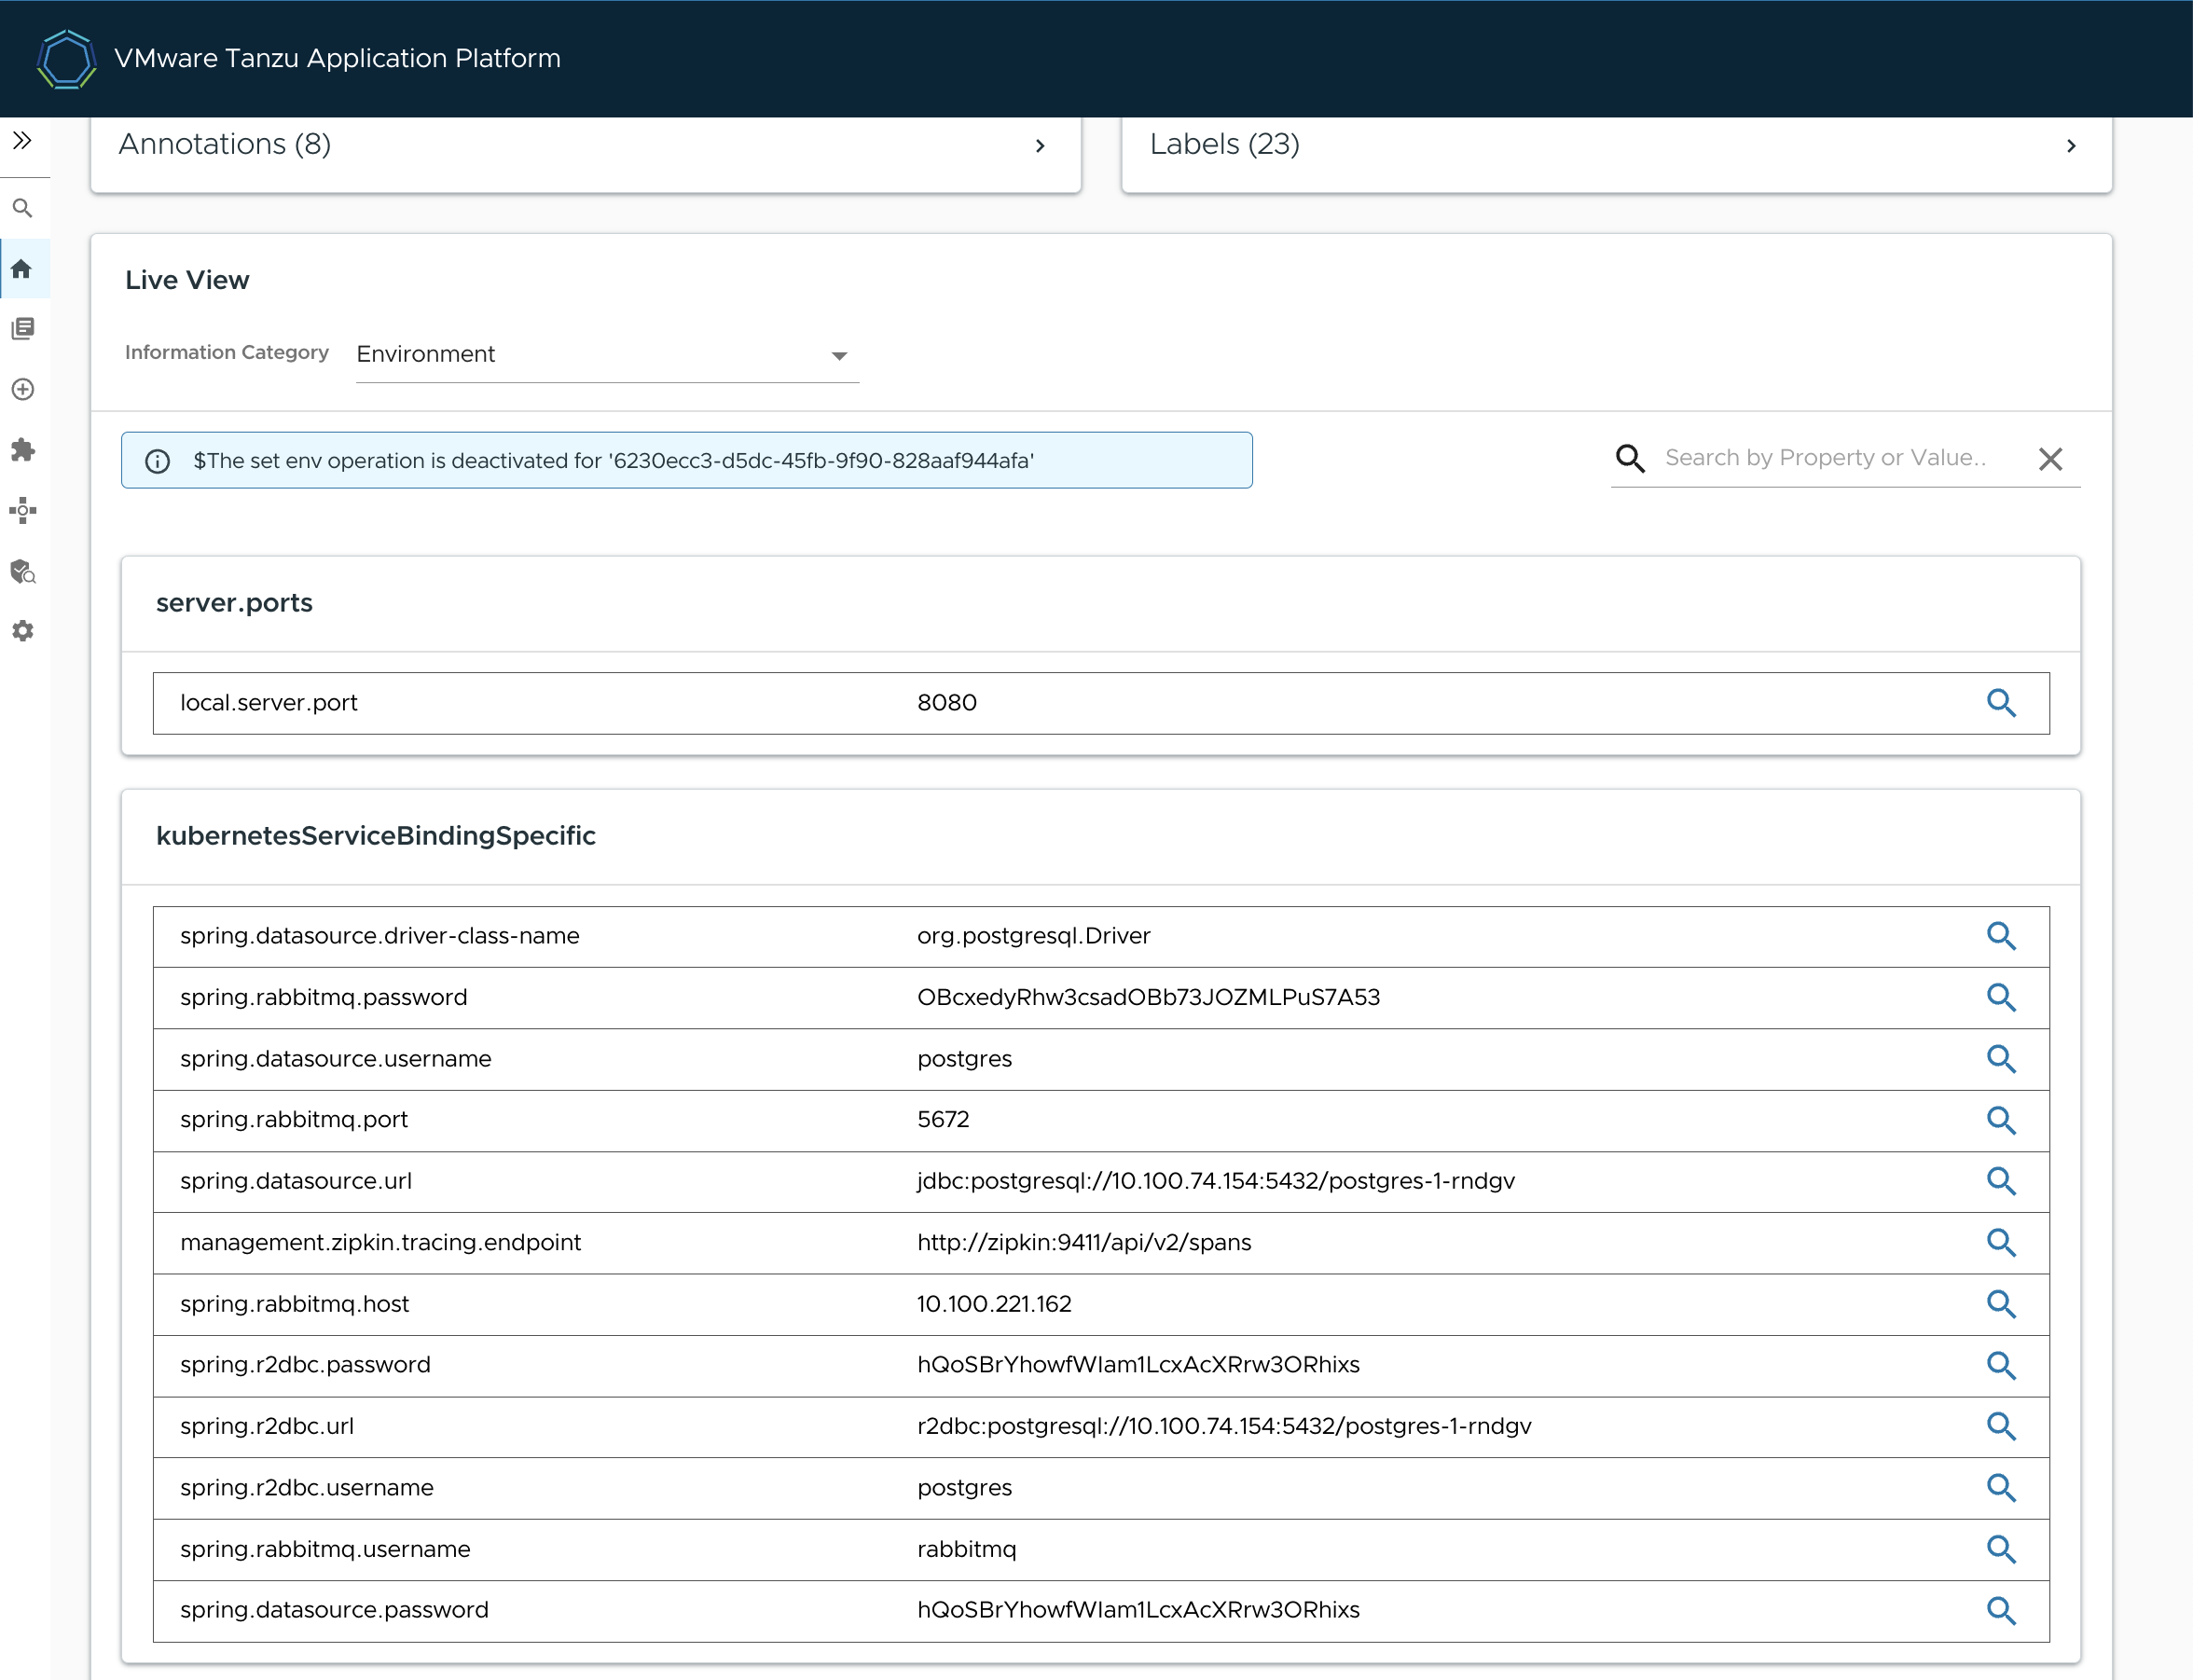 VMware Tanzu Application Platform
Annotations (8)
Labels (23)
Live View
Information Category Environment
$The set env operation is deactivated for '6230ecc3-d5dc-45fb-9f90-828aaf944afa'
Search by Property or Value..
server.ports
local.server.port 8080
kubernetesServiceBindingSpecific
spring.datasource.driver-class-name org.postgresql.Driver
spring.rabbitmq.password OBcxedyRhw3csadOBb73JOZMLPuS7A53
spring.datasource.username postgres
spring.rabbitmq.port 5672
spring.datasource.url jdbc:postgresql://10.100.74.154:5432/postgres-1-rndgv
management.zipkin.tracing.endpoint http://zipkin:9411/api/v2/spans
spring.rabbitmq.host 10.100.221.162
spring.r2dbc.password hQoSBrYhowfWIam1LcxAcXRrw3ORhixs
spring.r2dbc.url r2dbc:postgresql://10.100.74.154:5432/postgres-1-rndgv
spring.r2dbc.username postgres
spring.rabbitmq.username rabbitmq
spring.datasource.password hQoSBrYhowfWIam1LcxAcXRrw3ORhixs